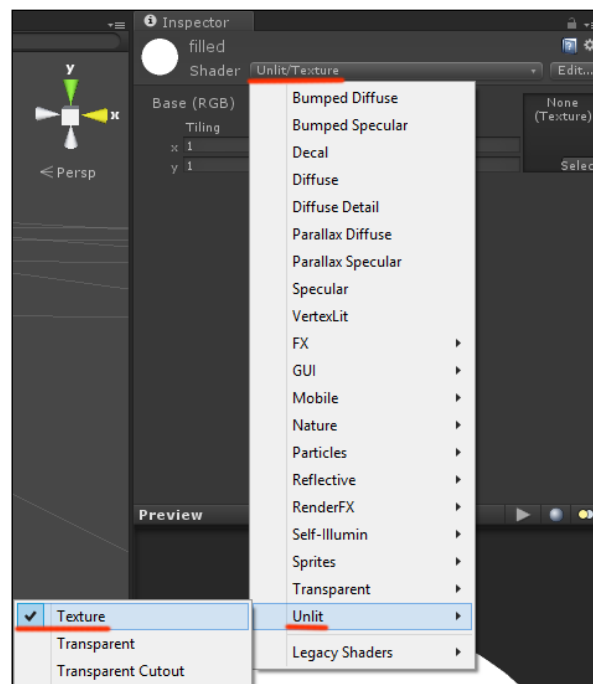 Inspector
filled
Shader Unlit/Texture Edit...
y
x
Persp
Base (RGB)
Tiling
x 1
y 1
None
(Texture)
Selec
Bumped Diffuse
Bumped Specular
Decal
Diffuse
Diffuse Detail
Parallax Diffuse
Parallax Specular
Specular
VertexLit
FX
GUI
Mobile
Nature
Particles
Reflective
RenderFX
Self-Illumin
Sprites
Transparent
Unlit
Legacy Shaders
Preview
Texture
Transparent
Transparent Cutout